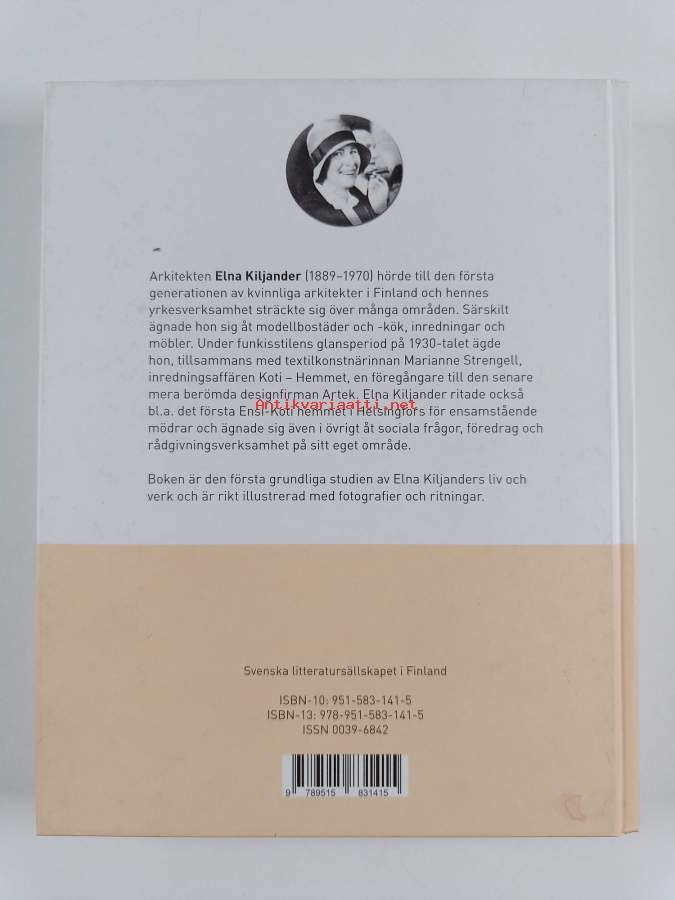 Arkitekten Elna Kiljander (1889–1970) hörde till den första
generationen av kvinnliga arkitekter i Finland och hennes
yrkesverksamhet sträckte sig över många områden. Särskilt
ägnade hon sig åt modellbostäder och -kök, inredningar och
möbler. Under funkisstilens glansperiod på 1930-talet ägde
hon, tillsammans med textilkonstnärinnan Marianne Strengell,
inredningsaffären Koti – Hemmet, en föregångare till den senare
mera berömda designfirman Artek. Elna Kiljander ritade också
Antikvariaatti.net
bl.a. det första Ensi-Koti hemmet i Helsingfors för ensamstående
mödrar och ägnade sig även i övrigt åt sociala frågor, föredrag och
rådgivningsverksamhet på sitt eget område.
Boken är den första grundliga studien av Elna Kiljanders liv och
verk och är rikt illustrerad med fotografier och ritningar.
Svenska litteratursällskapet i Finland
ISBN-10: 951-583-141-5
ISBN-13: 978-951-583-141-5
ISSN 0039-6842
9 789515 831415